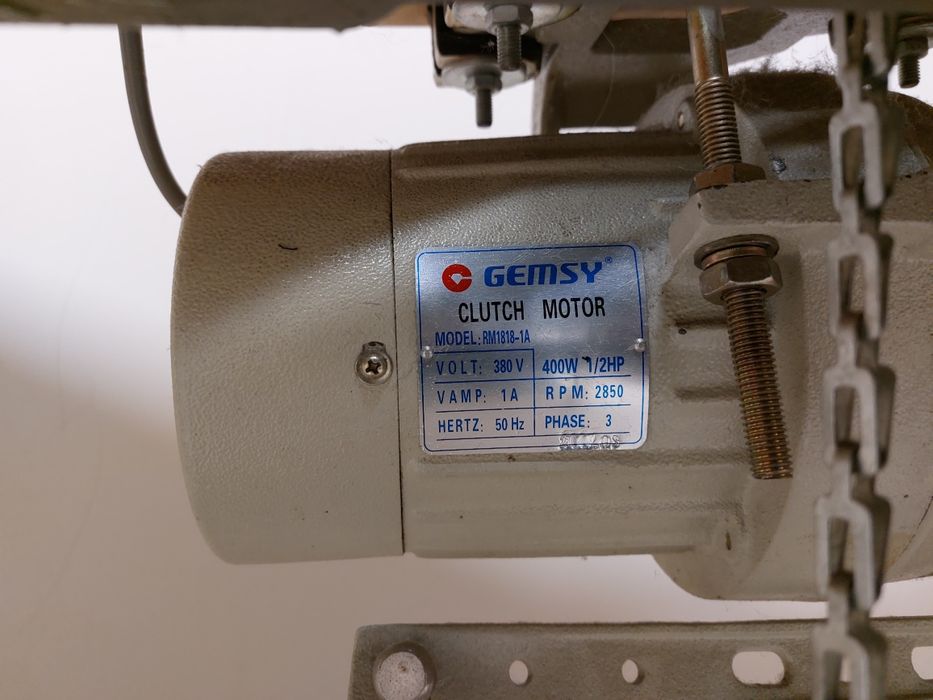 GEMSY®
CLUTCH MOTOR
MODEL: RM1818-1A
VOLT: 380 V 400W 1/2HP
VAMP: 1 A RPM: 2850
HERTZ: 50 Hz PHASE: 3